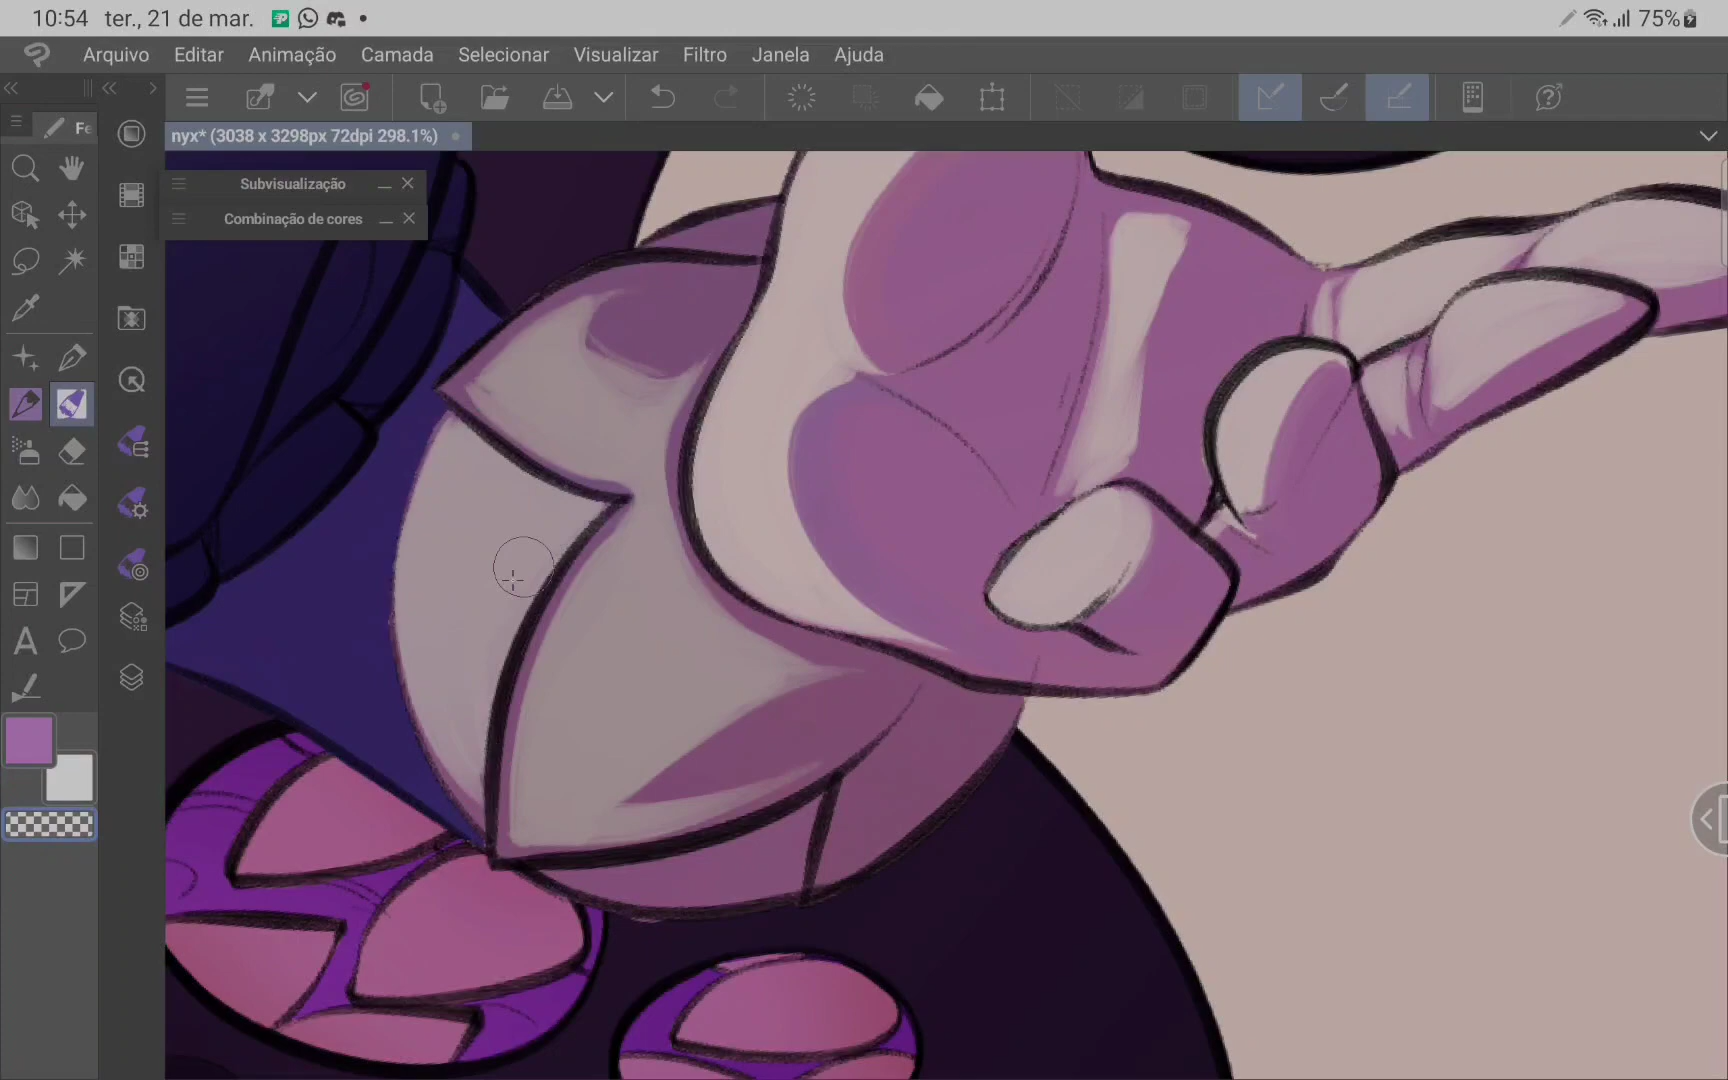 10:54 ter., 21 de mar. 75%
Arquivo Editar Animação Camada Selecionar Visualizar Filtro Janela Ajuda
Fe
nyx* (3038 x 3298px 72dpi 298.1%)
Subvisualização
Combinação de cores